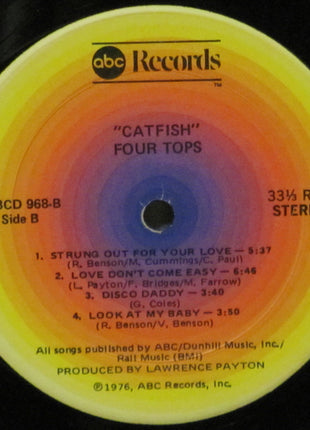 abc Records
TM
"CATFISH"
FOUR TOPS
BCD 968-B
Side B
33⅓ R
STERE
1. STRUNG OUT FOR YOUR LOVE — 5:37
(R. Benson/M. Cummings/C. Paul)
2. LOVE DON'T COME EASY — 6:46
(L. Payton/F. Bridges/M. Farrow)
3. DISCO DADDY — 3:40
(G. Coles)
4. LOOK AT MY BABY — 3:50
(R. Benson/V. Benson)
All songs published by ABC/Dunhill Music, Inc./
Rall Music (BMI)
PRODUCED BY LAWRENCE PAYTON
℗1976, ABC Records, Inc.